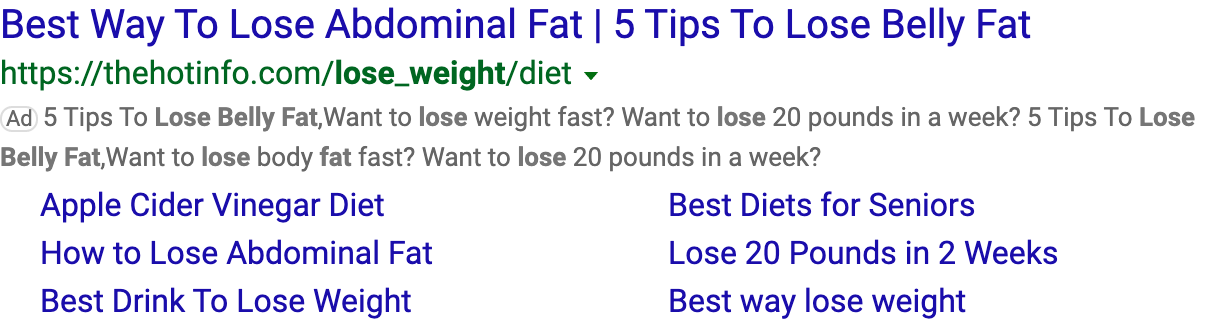 Best Way To Lose Abdominal Fat | 5 Tips To Lose Belly Fat
https://thehotinfo.com/lose_weight/diet
Ad 5 Tips To Lose Belly Fat,Want to lose weight fast? Want to lose 20 pounds in a week? 5 Tips To Lose
Belly Fat,Want to lose body fat fast? Want to lose 20 pounds in a week?
Apple Cider Vinegar Diet
Best Diets for Seniors
How to Lose Abdominal Fat
Lose 20 Pounds in 2 Weeks
Best Drink To Lose Weight
Best way lose weight